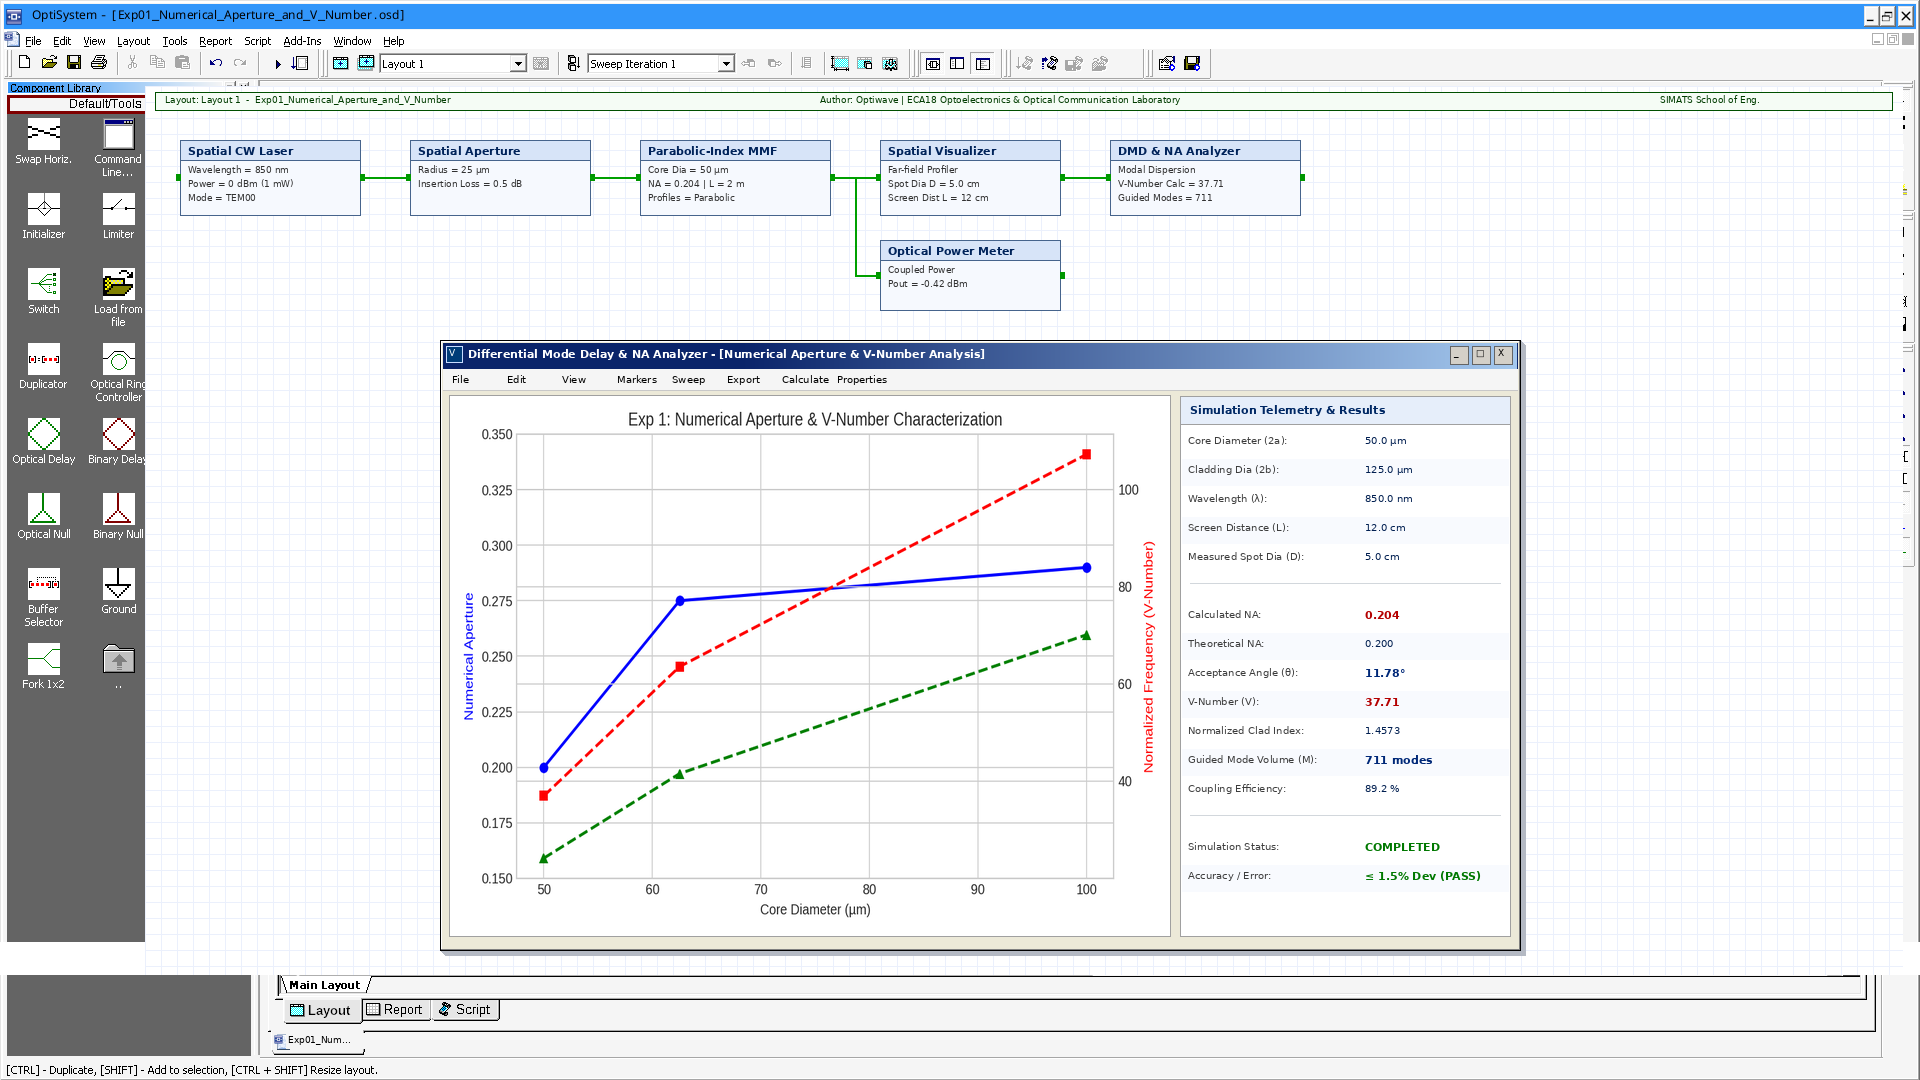 OptiSystem - [Exp01_Numerical_Aperture_and_V_Number.osd]
File Edit View Layout Tools Report Script Add-Ins Window Help
Layout 1 Sweep Iteration 1
Component Library
Default/Tools
Swap Horiz. Command Line...
Initializer Limiter
Switch Load from file
Duplicator Optical Ring Controller
Optical Delay Binary Delay
Optical Null Binary Null
Buffer Selector Ground
Fork 1x2 ..
Layout: Layout 1 - Exp01_Numerical_Aperture_and_V_Number
Author: Optiwave | ECA18 Optoelectronics & Optical Communication Laboratory
SIMATS School of Eng.
Spatial CW Laser
Wavelength = 850 nm
Power = 0 dBm (1 mW)
Mode = TEM00
Spatial Aperture
Radius = 25 µm
Insertion Loss = 0.5 dB
Parabolic-Index MMF
Core Dia = 50 µm
NA = 0.204 | L = 2 m
Profiles = Parabolic
Spatial Visualizer
Far-field Profiler
Spot Dia D = 5.0 cm
Screen Dist L = 12 cm
DMD & NA Analyzer
Modal Dispersion
V-Number Calc = 37.71
Guided Modes = 711
Optical Power Meter
Coupled Power
Pout = -0.42 dBm
V Differential Mode Delay & NA Analyzer - [Numerical Aperture & V-Number Analysis]
File Edit View Markers Sweep Export Calculate Properties
Exp 1: Numerical Aperture & V-Number Characterization
Numerical Aperture
0.350
0.325
0.300
0.275
0.250
0.225
0.200
0.175
0.150
50 60 70 80 90 100
Core Diameter (µm)
100
80
60
40
Normalized Frequency (V-Number)
Simulation Telemetry & Results
Core Diameter (2a): 50.0 µm
Cladding Dia (2b): 125.0 µm
Wavelength (λ): 850.0 nm
Screen Distance (L): 12.0 cm
Measured Spot Dia (D): 5.0 cm
Calculated NA: 0.204
Theoretical NA: 0.200
Acceptance Angle (θ): 11.78°
V-Number (V): 37.71
Normalized Clad Index: 1.4573
Guided Mode Volume (M): 711 modes
Coupling Efficiency: 89.2 %
Simulation Status: COMPLETED
Accuracy / Error: ≤ 1.5% Dev (PASS)
Main Layout
Layout Report Script
Exp01_Num...
[CTRL] - Duplicate, [SHIFT] - Add to selection, [CTRL + SHIFT] Resize layout.